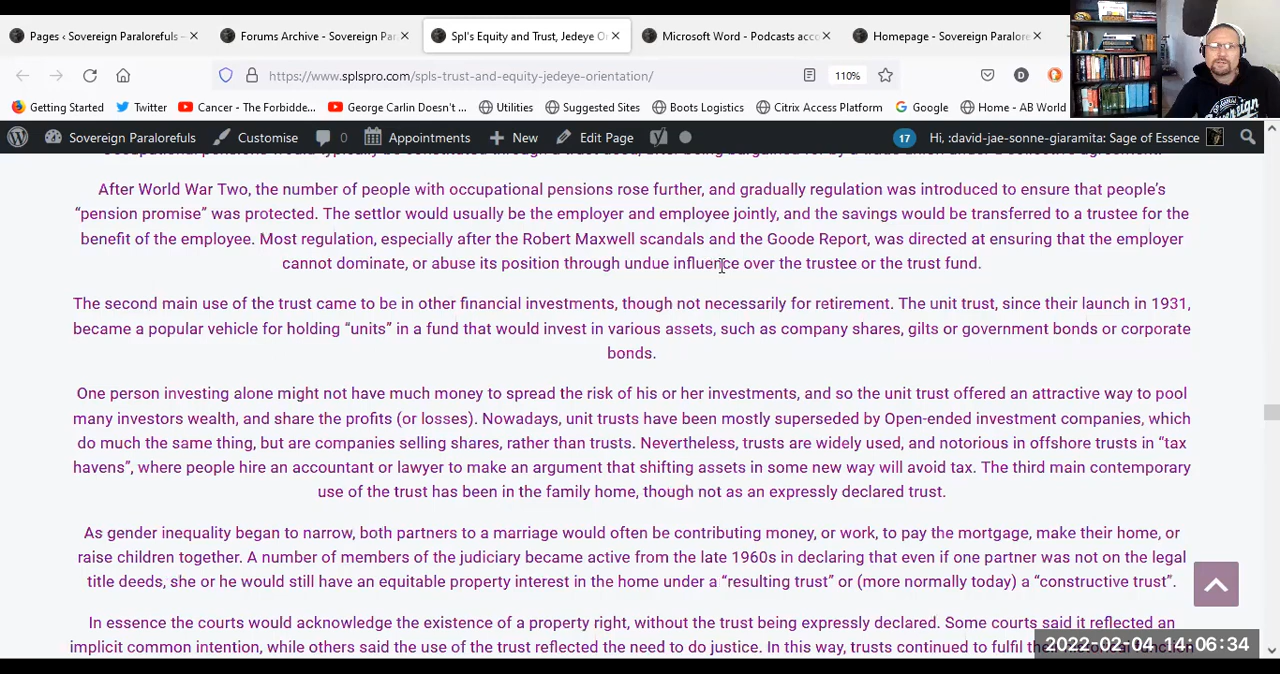 Pages ‹ Sovereign Paralorefuls –
Forums Archive - Sovereign Par
Spl's Equity and Trust, Jedeye O
Microsoft Word - Podcasts acc
Homepage - Sovereign Paralore
https://www.splspro.com/spls-trust-and-equity-jedeye-orientation/
110%
Getting Started
Twitter
Cancer - The Forbidde...
George Carlin Doesn't ...
Utilities
Suggested Sites
Boots Logistics
Citrix Access Platform
Google
Home - AB World
Sovereign Paralorefuls
Customise
0
Appointments
New
Edit Page
17
Hi, :david-jae-sonne-giaramita: Sage of Essence
After World War Two, the number of people with occupational pensions rose further, and gradually regulation was introduced to ensure that people's
“pension promise” was protected. The settlor would usually be the employer and employee jointly, and the savings would be transferred to a trustee for the
benefit of the employee. Most regulation, especially after the Robert Maxwell scandals and the Goode Report, was directed at ensuring that the employer
cannot dominate, or abuse its position through undue influence over the trustee or the trust fund.
The second main use of the trust came to be in other financial investments, though not necessarily for retirement. The unit trust, since their launch in 1931,
became a popular vehicle for holding “units” in a fund that would invest in various assets, such as company shares, gilts or government bonds or corporate
bonds.
One person investing alone might not have much money to spread the risk of his or her investments, and so the unit trust offered an attractive way to pool
many investors wealth, and share the profits (or losses). Nowadays, unit trusts have been mostly superseded by Open-ended investment companies, which
do much the same thing, but are companies selling shares, rather than trusts. Nevertheless, trusts are widely used, and notorious in offshore trusts in “tax
havens”, where people hire an accountant or lawyer to make an argument that shifting assets in some new way will avoid tax. The third main contemporary
use of the trust has been in the family home, though not as an expressly declared trust.
As gender inequality began to narrow, both partners to a marriage would often be contributing money, or work, to pay the mortgage, make their home, or
raise children together. A number of members of the judiciary became active from the late 1960s in declaring that even if one partner was not on the legal
title deeds, she or he would still have an equitable property interest in the home under a “resulting trust” or (more normally today) a “constructive trust”.
In essence the courts would acknowledge the existence of a property right, without the trust being expressly declared. Some courts said it reflected an
implicit common intention, while others said the use of the trust reflected the need to do justice. In this way, trusts continued to fulfil
2022-02-04 14:06:34